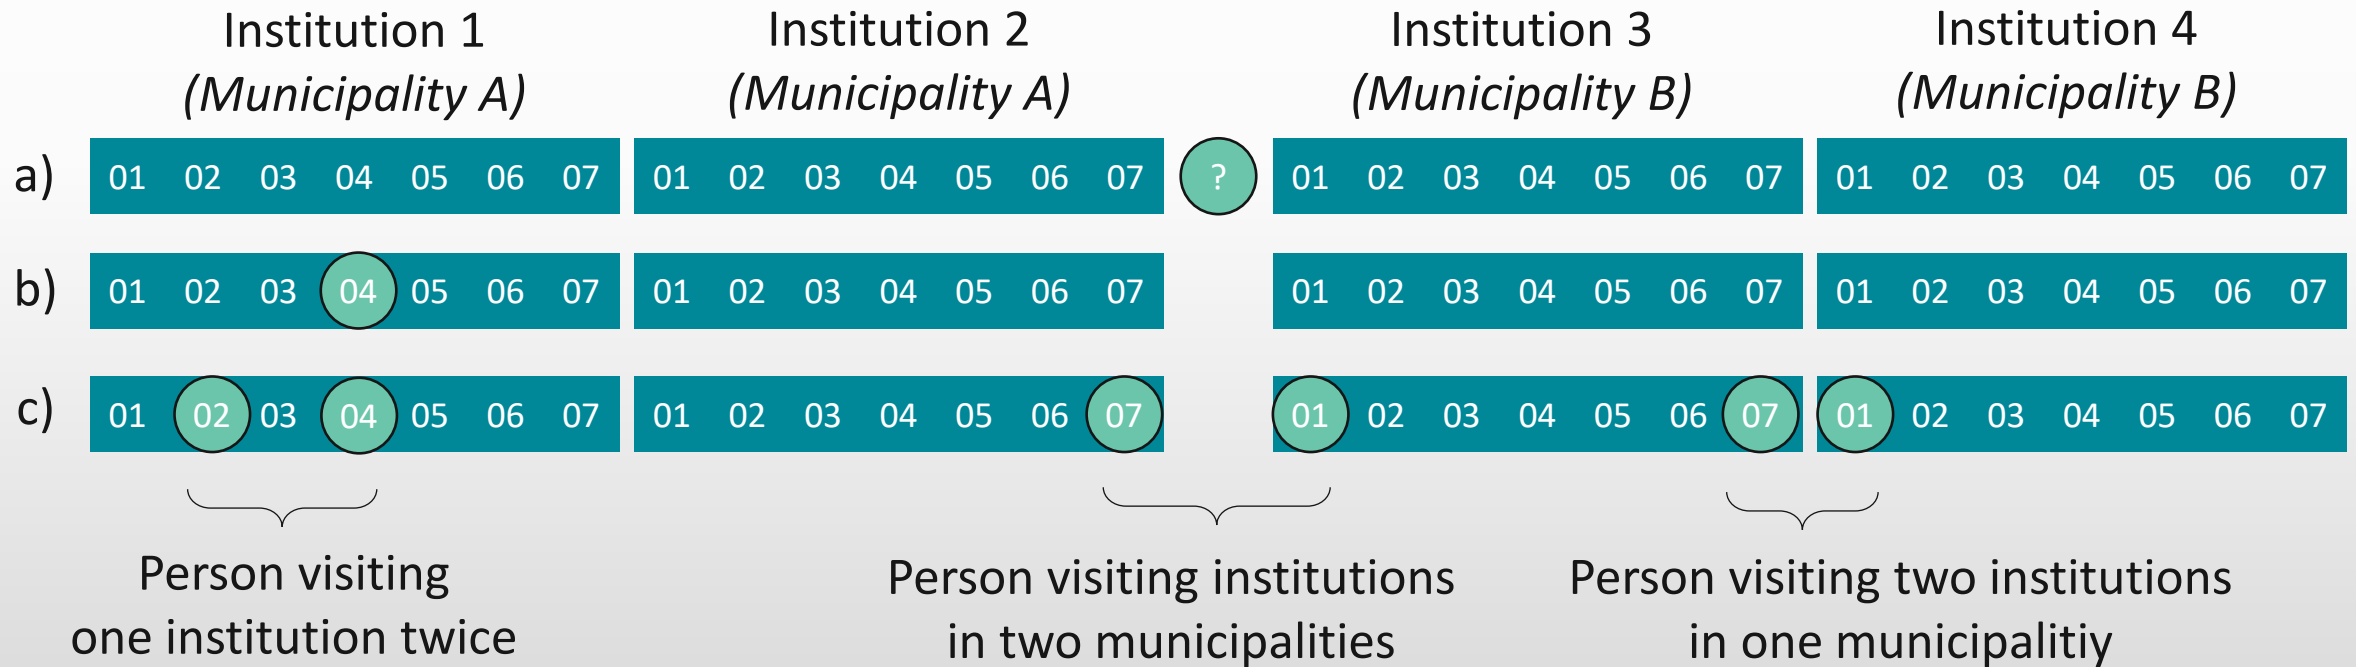 Institution 1 Institution 2 Institution 3 Institution 4
(Municipality A) (Municipality A) (Municipality B) (Municipality B)
a) 01 02 03 04 05 06 07 01 02 03 04 05 06 07 ? 01 02 03 04 05 06 07 01 02 03 04 05 06 07
b) 01 02 03 04 05 06 07 01 02 03 04 05 06 07 01 02 03 04 05 06 07 01 02 03 04 05 06 07
c) 01 02 03 04 05 06 07 01 02 03 04 05 06 07 01 02 03 04 05 06 07 01 02 03 04 05 06 07
Person visiting
one institution twice
Person visiting institutions
in two municipalities
Person visiting two institutions
in one municipalitiy